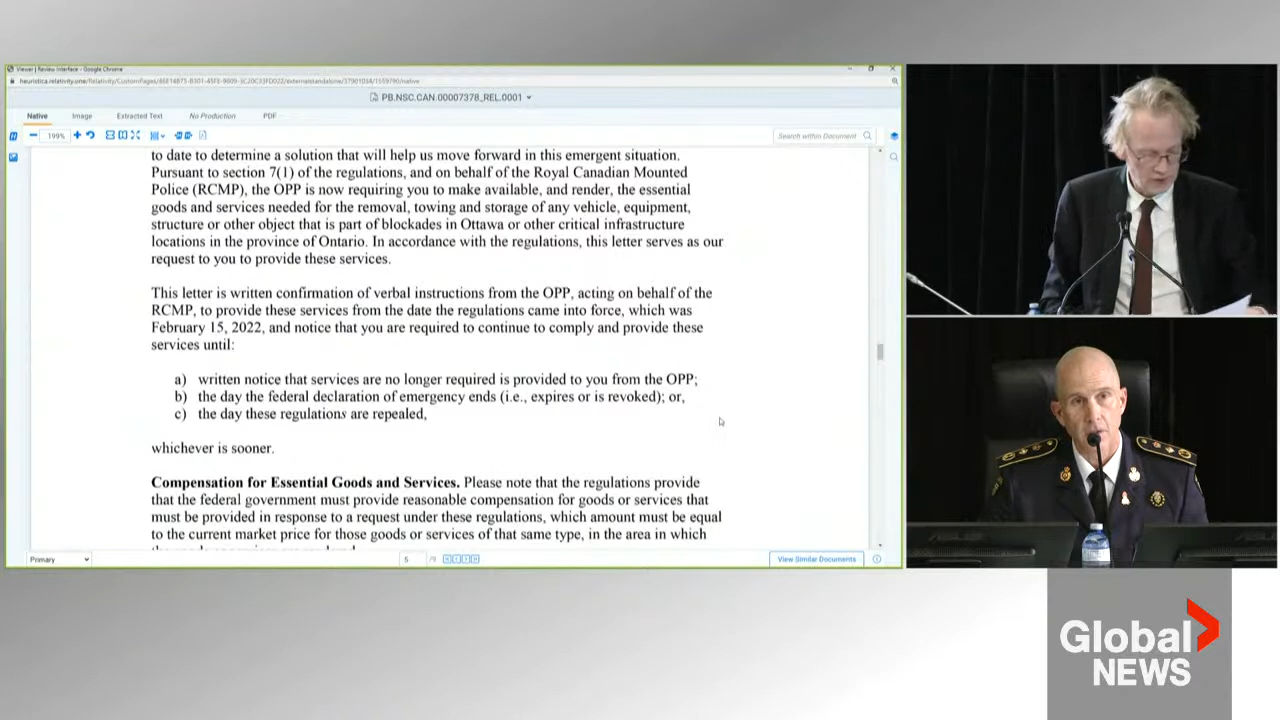 Viewer | Review Interface - Google Chrome
PB.NSC.CAN.00007378_REL.0001
Native
Image
Extracted Text
No Production
PDF
199%
Search within Document
to date to determine a solution that will help us move forward in this emergent situation.
Pursuant to section 7(1) of the regulations, and on behalf of the Royal Canadian Mounted
Police (RCMP), the OPP is now requiring you to make available, and render, the essential
goods and services needed for the removal, towing and storage of any vehicle, equipment,
structure or other object that is part of blockades in Ottawa or other critical infrastructure
locations in the province of Ontario. In accordance with the regulations, this letter serves as our
request to you to provide these services.
This letter is written confirmation of verbal instructions from the OPP, acting on behalf of the
RCMP, to provide these services from the date the regulations came into force, which was
February 15, 2022, and notice that you are required to continue to comply and provide these
services until:
a) written notice that services are no longer required is provided to you from the OPP;
b) the day the federal declaration of emergency ends (i.e., expires or is revoked); or,
c) the day these regulations are repealed,
whichever is sooner.
Compensation for Essential Goods and Services. Please note that the regulations provide
that the federal government must provide reasonable compensation for goods or services that
must be provided in response to a request under these regulations, which amount must be equal
to the current market price for those goods or services of that same type, in the area in which
Primary
5
View Similar Documents
Global
NEWS